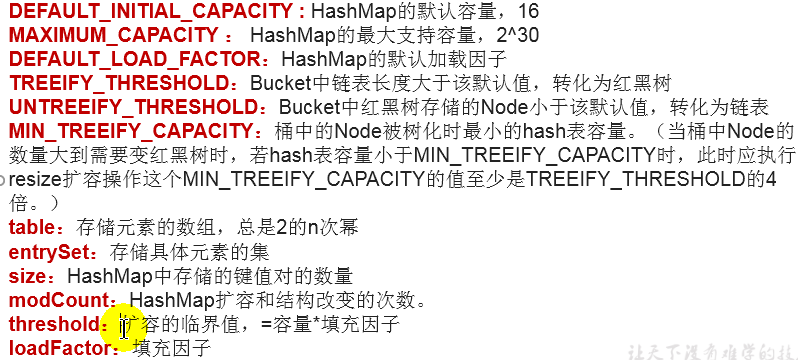 DEFAULT_INITIAL_CAPACITY : HashMap的默认容量，16
MAXIMUM_CAPACITY ： HashMap的最大支持容量，2^30
DEFAULT_LOAD_FACTOR：HashMap的默认加载因子
TREEIFY_THRESHOLD：Bucket中链表长度大于该默认值，转化为红黑树
UNTREEIFY_THRESHOLD：Bucket中红黑树存储的Node小于该默认值，转化为链表
MIN_TREEIFY_CAPACITY：桶中的Node被树化时最小的hash表容量。（当桶中Node的
数量大到需要变红黑树时，若hash表容量小于MIN_TREEIFY_CAPACITY时，此时应执行
resize扩容操作这个MIN_TREEIFY_CAPACITY的值至少是TREEIFY_THRESHOLD的4
倍。）
table：存储元素的数组，总是2的n次幂
entrySet：存储具体元素的集
size：HashMap中存储的键值对的数量
modCount：HashMap扩容和结构改变的次数。
threshold：扩容的临界值，=容量*填充因子
loadFactor：填充因子
让天下没有难学的技